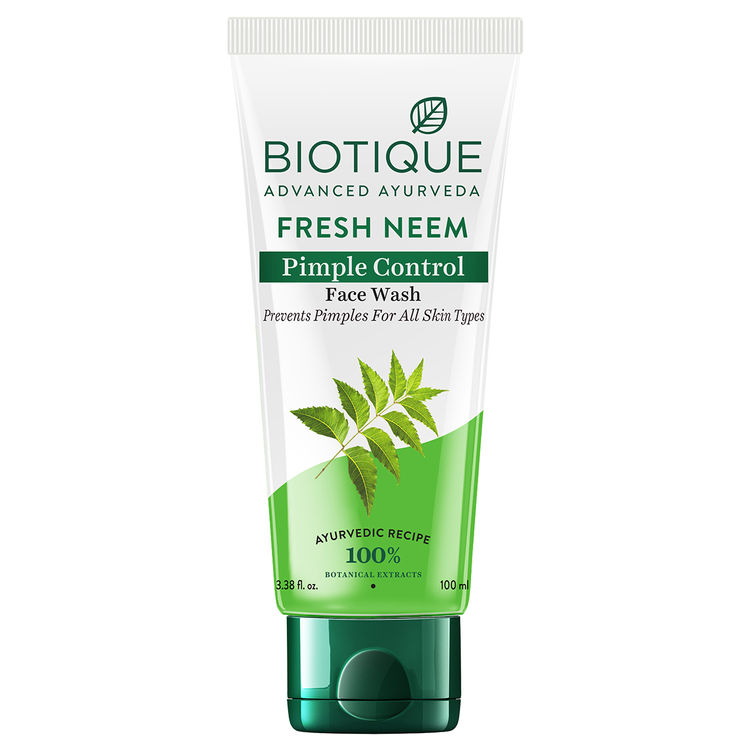 BIOTIQUE
ADVANCED AYURVEDA
FRESH NEEM
Pimple Control
Face Wash
Prevents Pimples For All Skin Types
AYURVEDIC RECIPE
100%
BOTANICAL EXTRACTS
3.38 fl. oz. • 100 ml